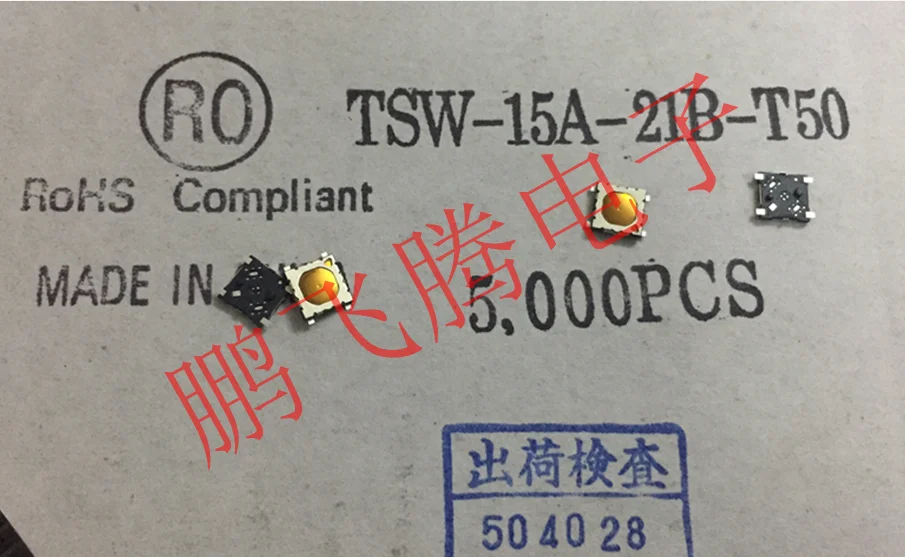 RO TSW-15A-21B-T50
RoHS Compliant
MADE IN
5,000PCS
鹏飞腾电子
出荷検査
504028